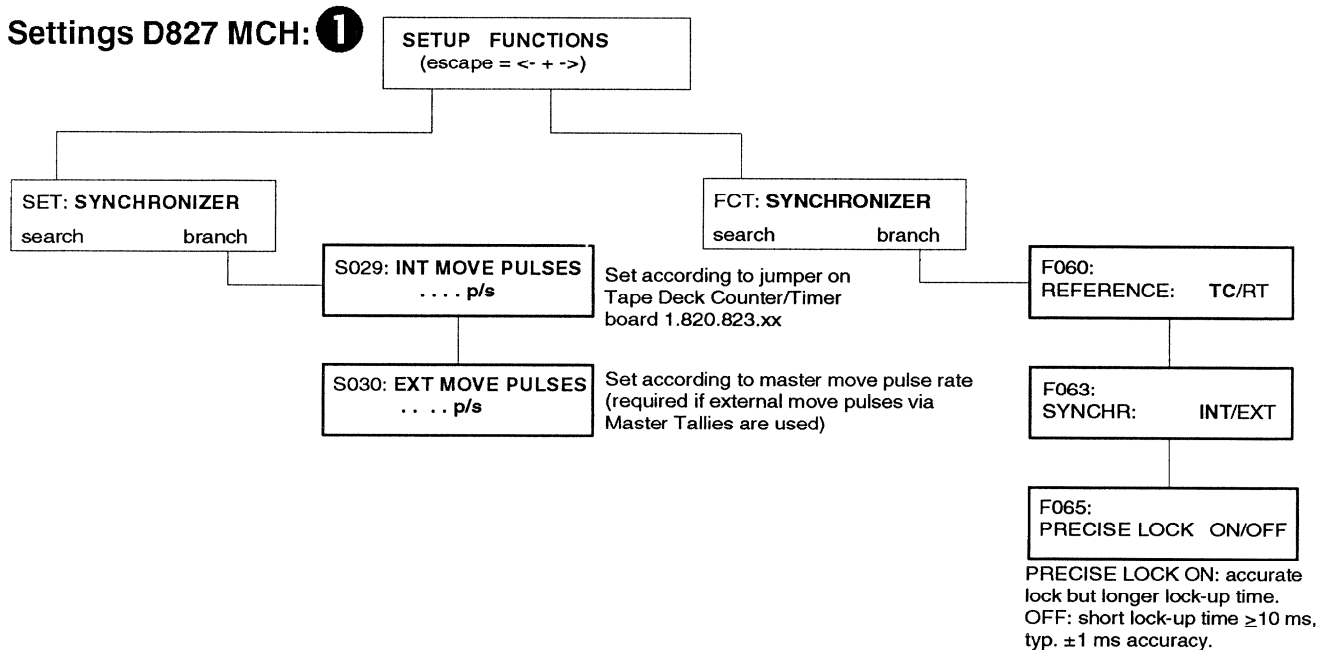 Settings D827 MCH: 1
SETUP FUNCTIONS
(escape = <- + ->)
SET: SYNCHRONIZER
search branch
S029: INT MOVE PULSES
. . . . p/s
Set according to jumper on
Tape Deck Counter/Timer
board 1.820.823.xx
S030: EXT MOVE PULSES
. . . . p/s
Set according to master move pulse rate
(required if external move pulses via
Master Tallies are used)
FCT: SYNCHRONIZER
search branch
F060:
REFERENCE: TC/RT
F063:
SYNCHR: INT/EXT
F065:
PRECISE LOCK ON/OFF
PRECISE LOCK ON: accurate
lock but longer lock-up time.
OFF: short lock-up time ≥10 ms,
typ. ±1 ms accuracy.